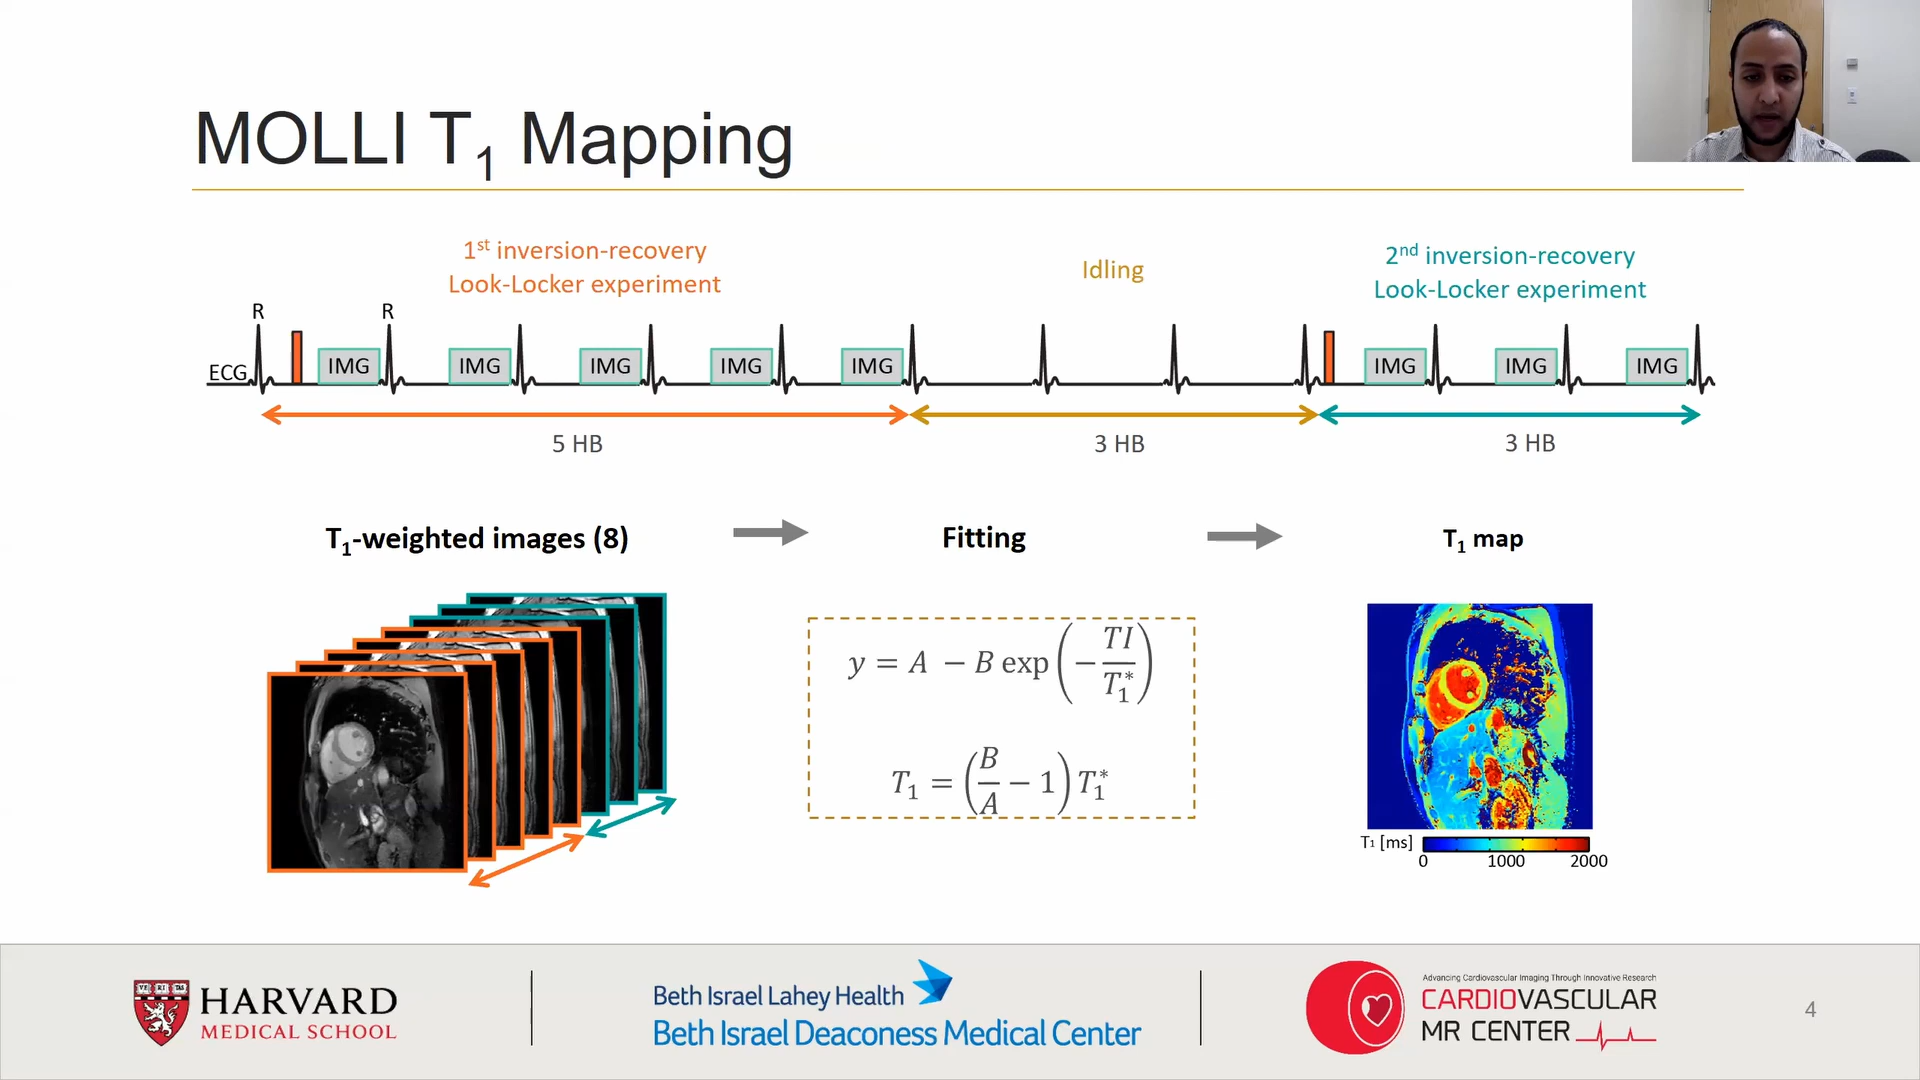 MOLLI T1 Mapping
1st inversion-recovery
Look-Locker experiment
Idling
2nd inversion-recovery
Look-Locker experiment
R R
ECG IMG IMG IMG IMG IMG IMG IMG IMG
5 HB 3 HB 3 HB
T1-weighted images (8)
Fitting
T1 map
y = A − B exp(−TI/T1*)
T1 = (B/A − 1) T1*
T1 [ms]
0 1000 2000
VE RI TAS
HARVARD
MEDICAL SCHOOL
Beth Israel Lahey Health
Beth Israel Deaconess Medical Center
Advancing Cardiovascular Imaging Through Innovative Research
CARDIOVASCULAR
MR CENTER
4